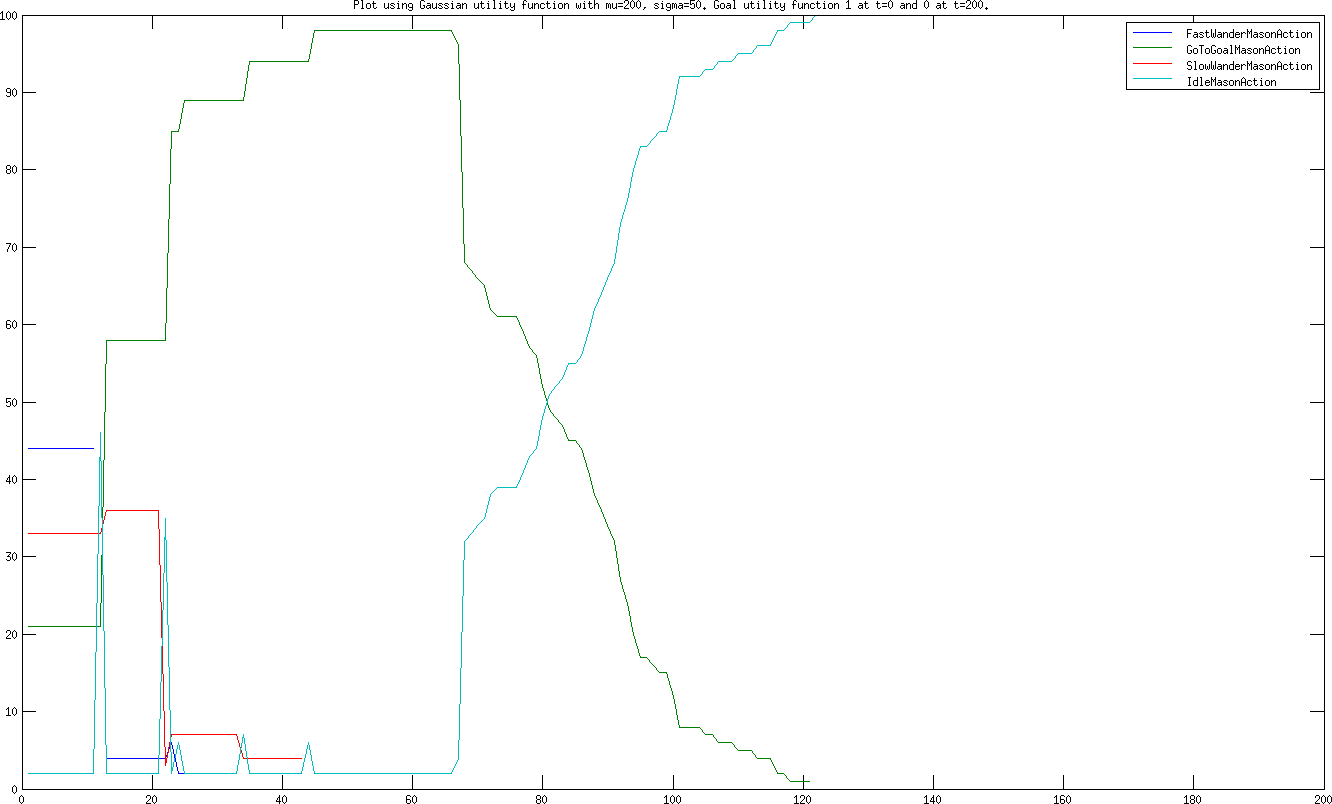 Plot using Gaussian utility function with mu=200, sigma=50. Goal utility function 1 at t=0 and 0 at t=200.
100
FastWanderMasonAction
GoToGoalMasonAction
SlowWanderMasonAction
IdleMasonAction
90
80
70
60
50
40
30
20
10
0
0 20 40 60 80 100 120 140 160 180 200